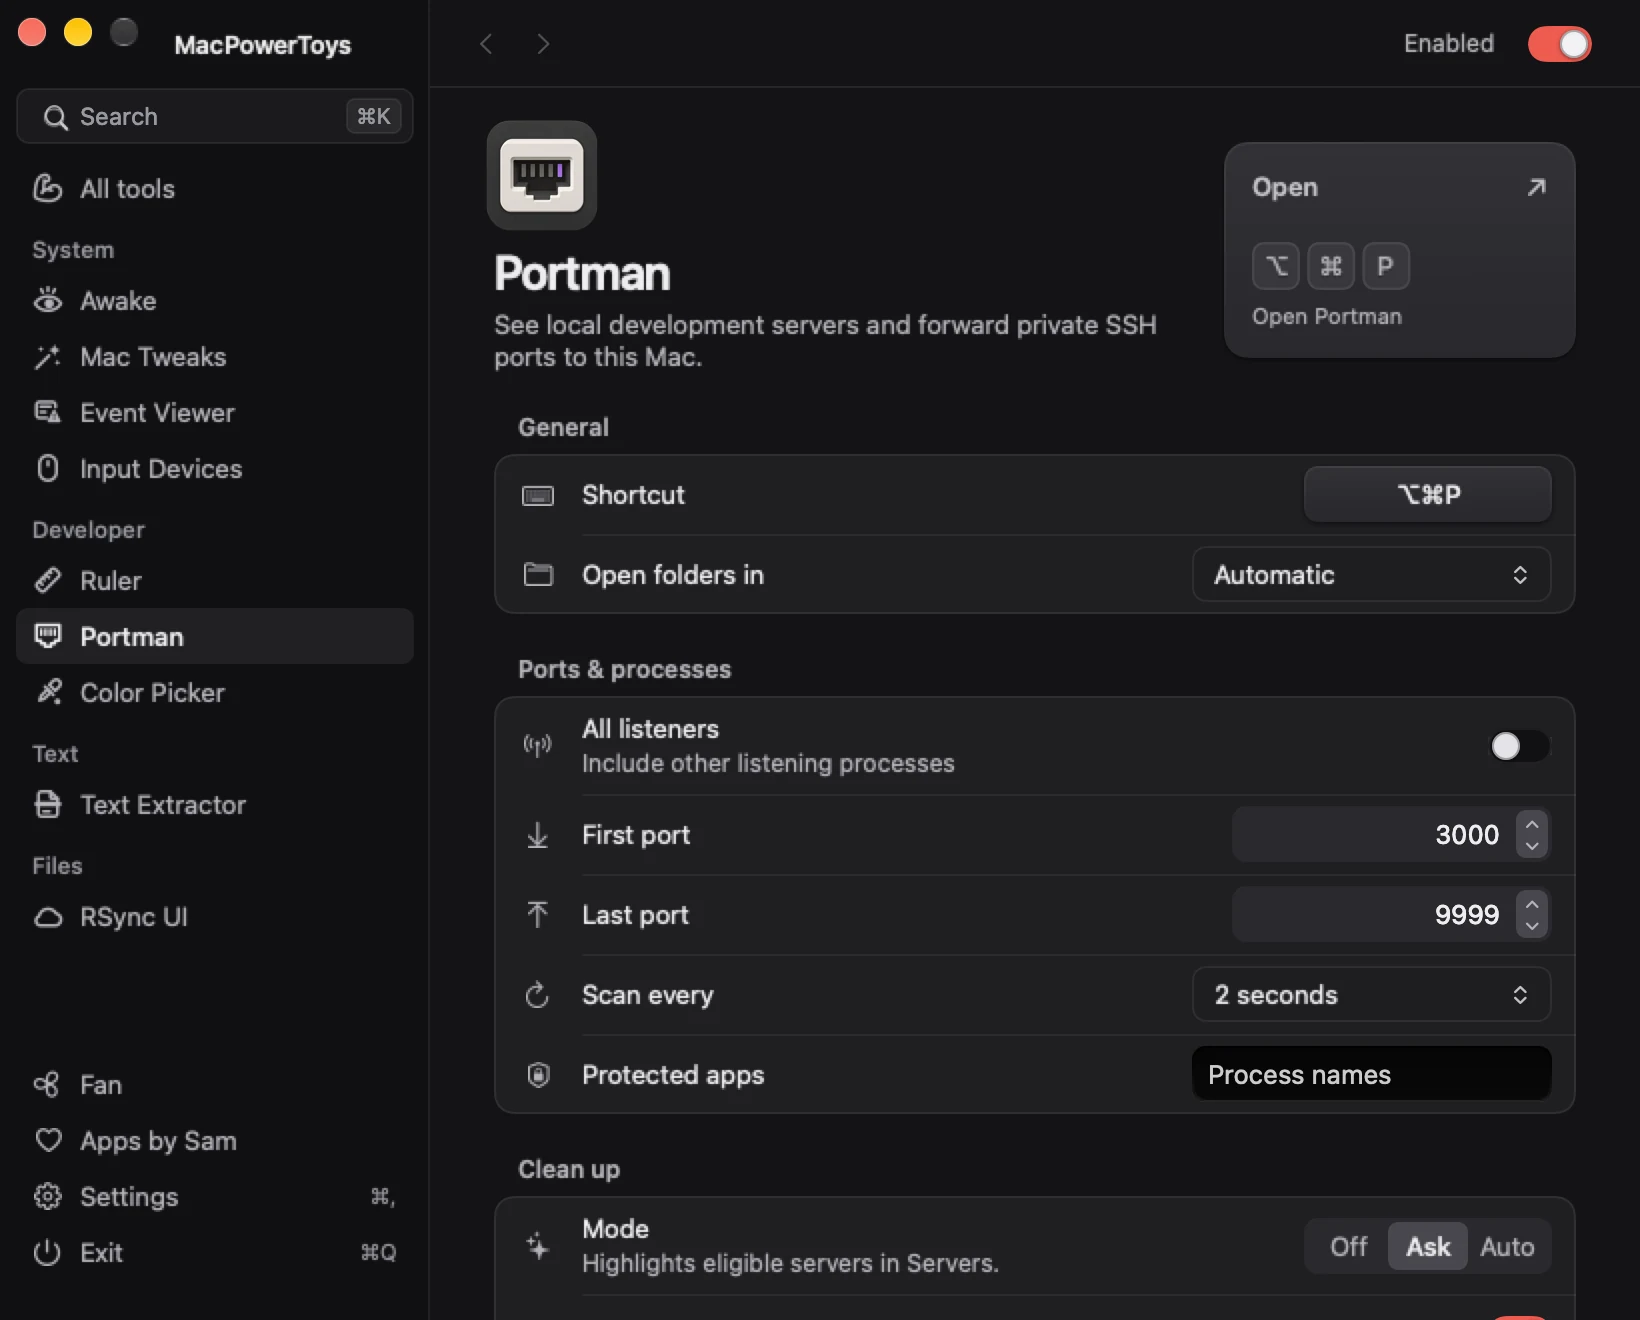 MacPowerToys
Search ⌘K
All tools
System
Awake
Mac Tweaks
Event Viewer
Input Devices
Developer
Ruler
Portman
Color Picker
Text
Text Extractor
Files
RSync UI
Fan
Apps by Sam
Settings ⌘,
Exit ⌘Q
Enabled
Portman
See local development servers and forward private SSH
ports to this Mac.
Open
⌥ ⌘ P
Open Portman
General
Shortcut ⌥⌘P
Open folders in Automatic
Ports & processes
All listeners
Include other listening processes
First port 3000
Last port 9999
Scan every 2 seconds
Protected apps Process names
Clean up
Mode
Highlights eligible servers in Servers.
Off Ask Auto